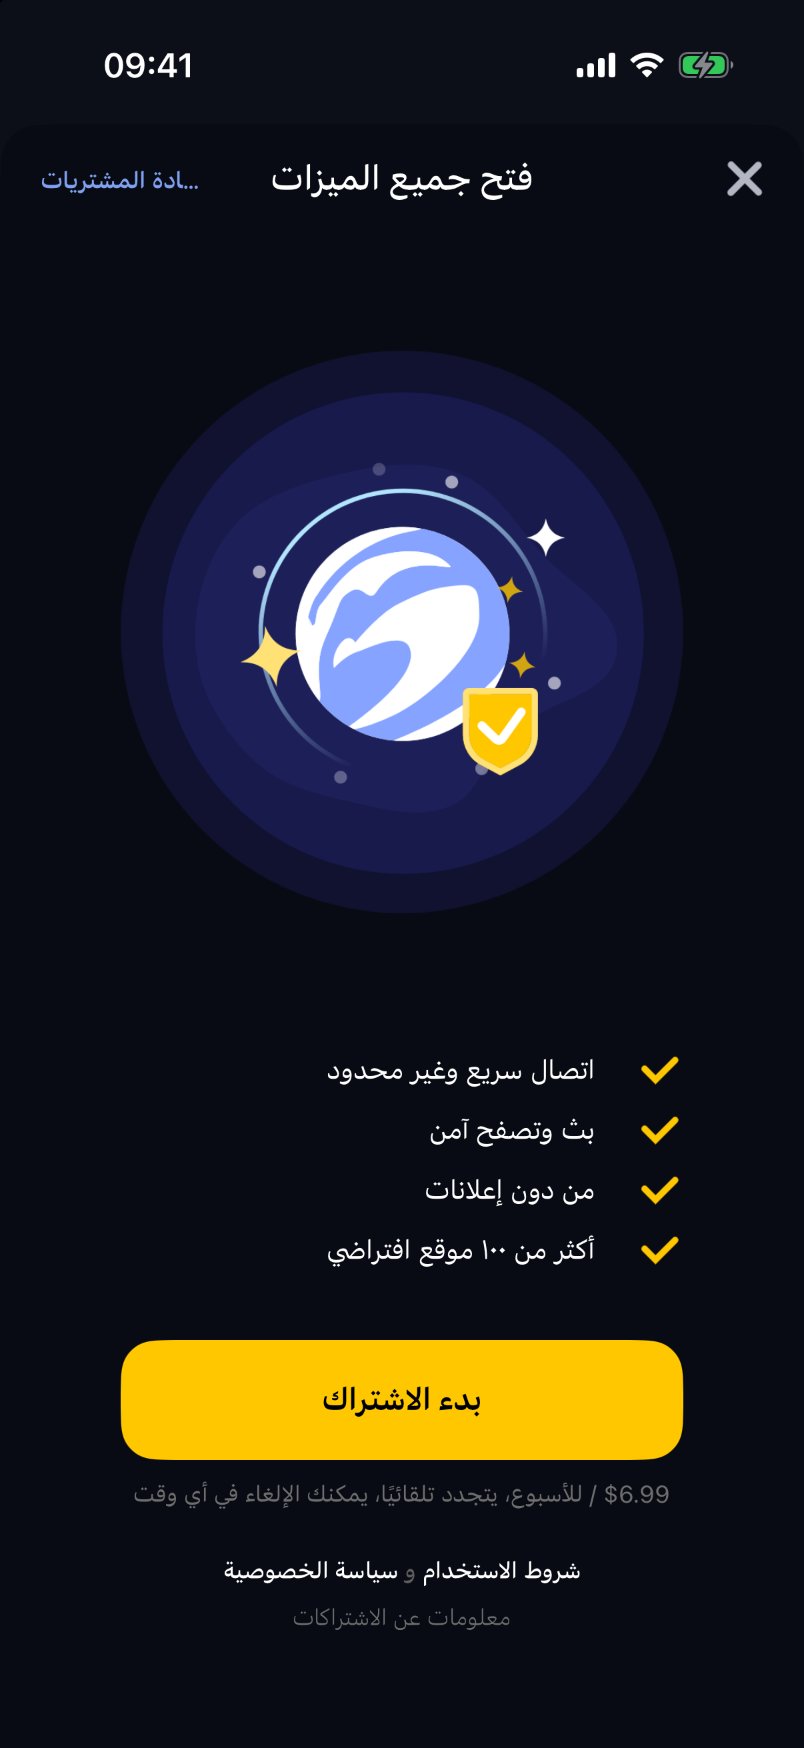 09:41
فتح جميع الميزات
...ادة المشتريات
اتصال سريع وغير محدود
بث وتصفح آمن
من دون إعلانات
أكثر من ١٠٠ موقع افتراضي
بدء الاشتراك
$6.99 / للأسبوع، يتجدد تلقائيًا، يمكنك الإلغاء في أي وقت
شروط الاستخدام و سياسة الخصوصية
معلومات عن الاشتراكات